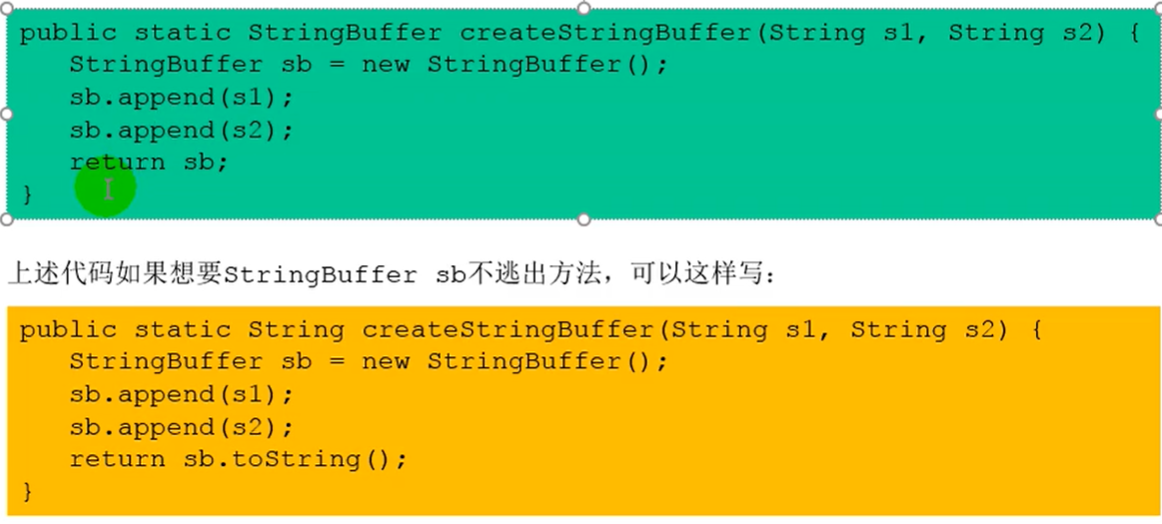 public static StringBuffer createStringBuffer(String s1, String s2) {
StringBuffer sb = new StringBuffer();
sb.append(s1);
sb.append(s2);
return sb;
}
上述代码如果想要StringBuffer sb不逃出方法，可以这样写：
public static String createStringBuffer(String s1, String s2) {
StringBuffer sb = new StringBuffer();
sb.append(s1);
sb.append(s2);
return sb.toString();
}